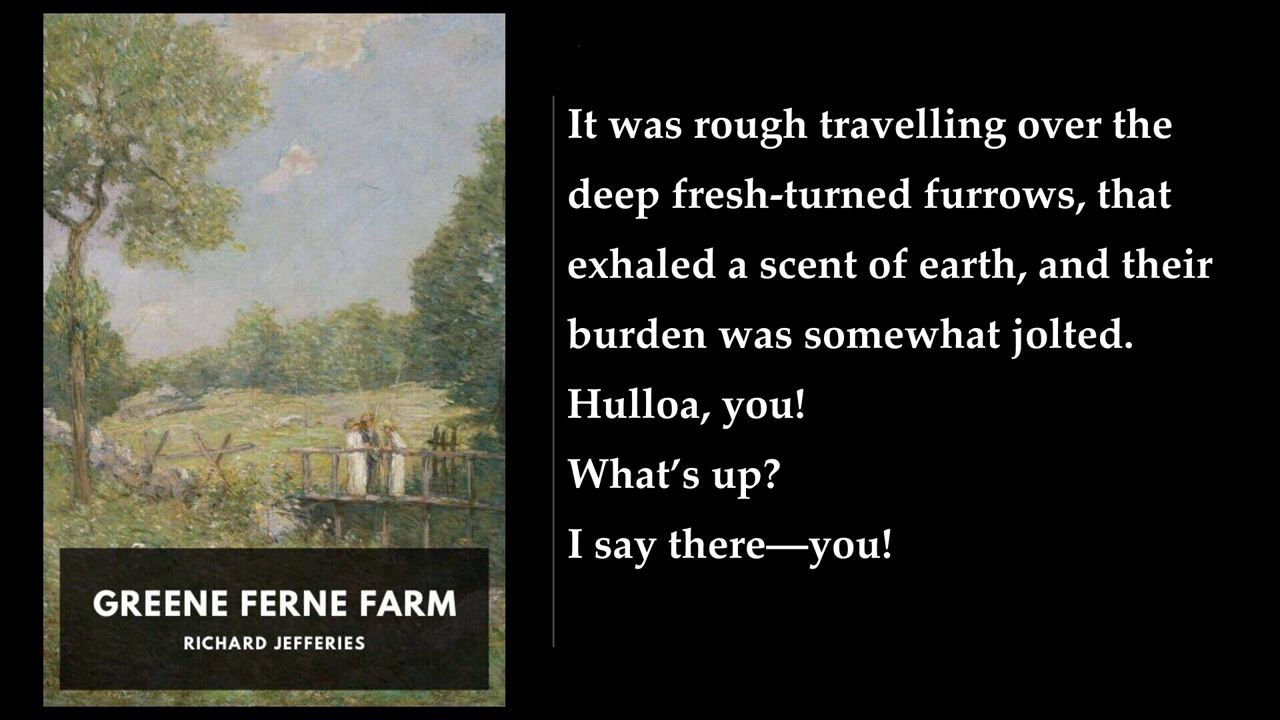 It was rough travelling over the
deep fresh-turned furrows, that
exhaled a scent of earth, and their
burden was somewhat jolted.
Hulloa, you!
What’s up?
I say there—you!
GREENE FERNE FARM
RICHARD JEFFERIES